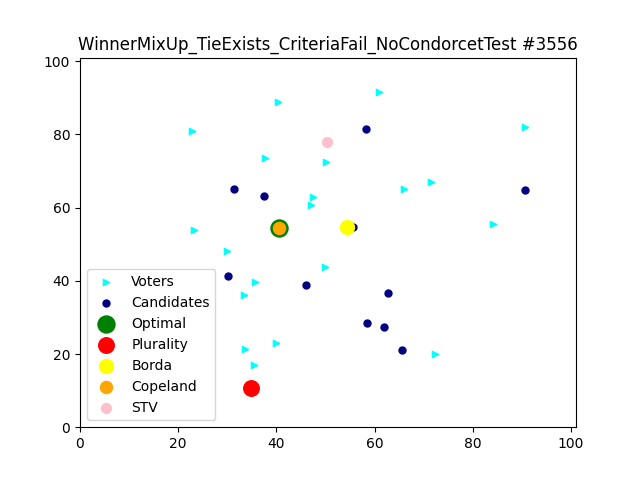 WinnerMixUp_TieExists_CriteriaFail_NoCondorcetTest #3556
100
80
60
40
20
0
Voters
Candidates
Optimal
Plurality
Borda
Copeland
STV
0 20 40 60 80 100